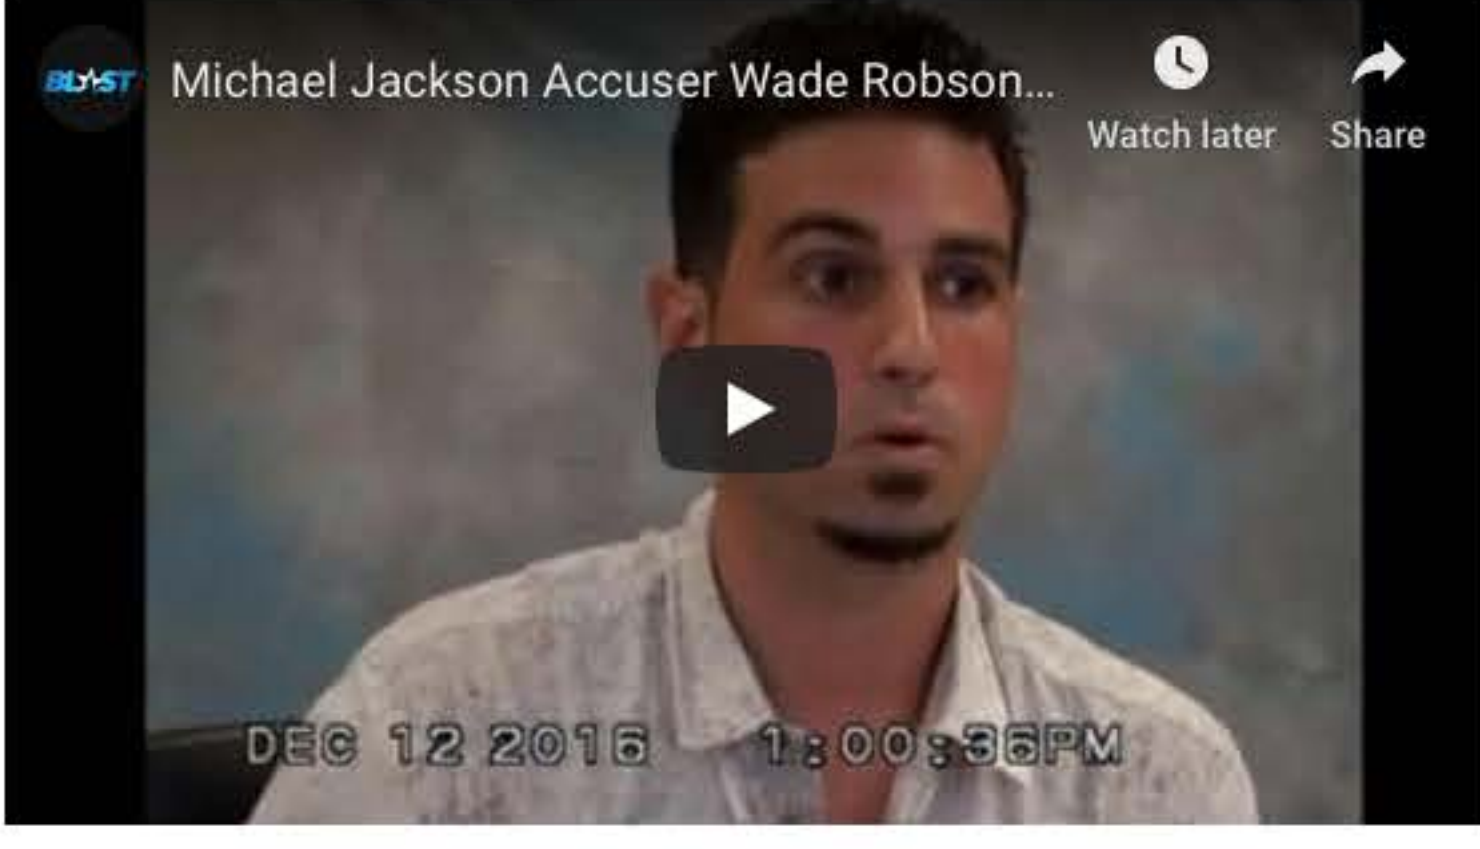 BLAST
Michael Jackson Accuser Wade Robson...
Watch later
Share
DEC 12 2016 1:00:36PM